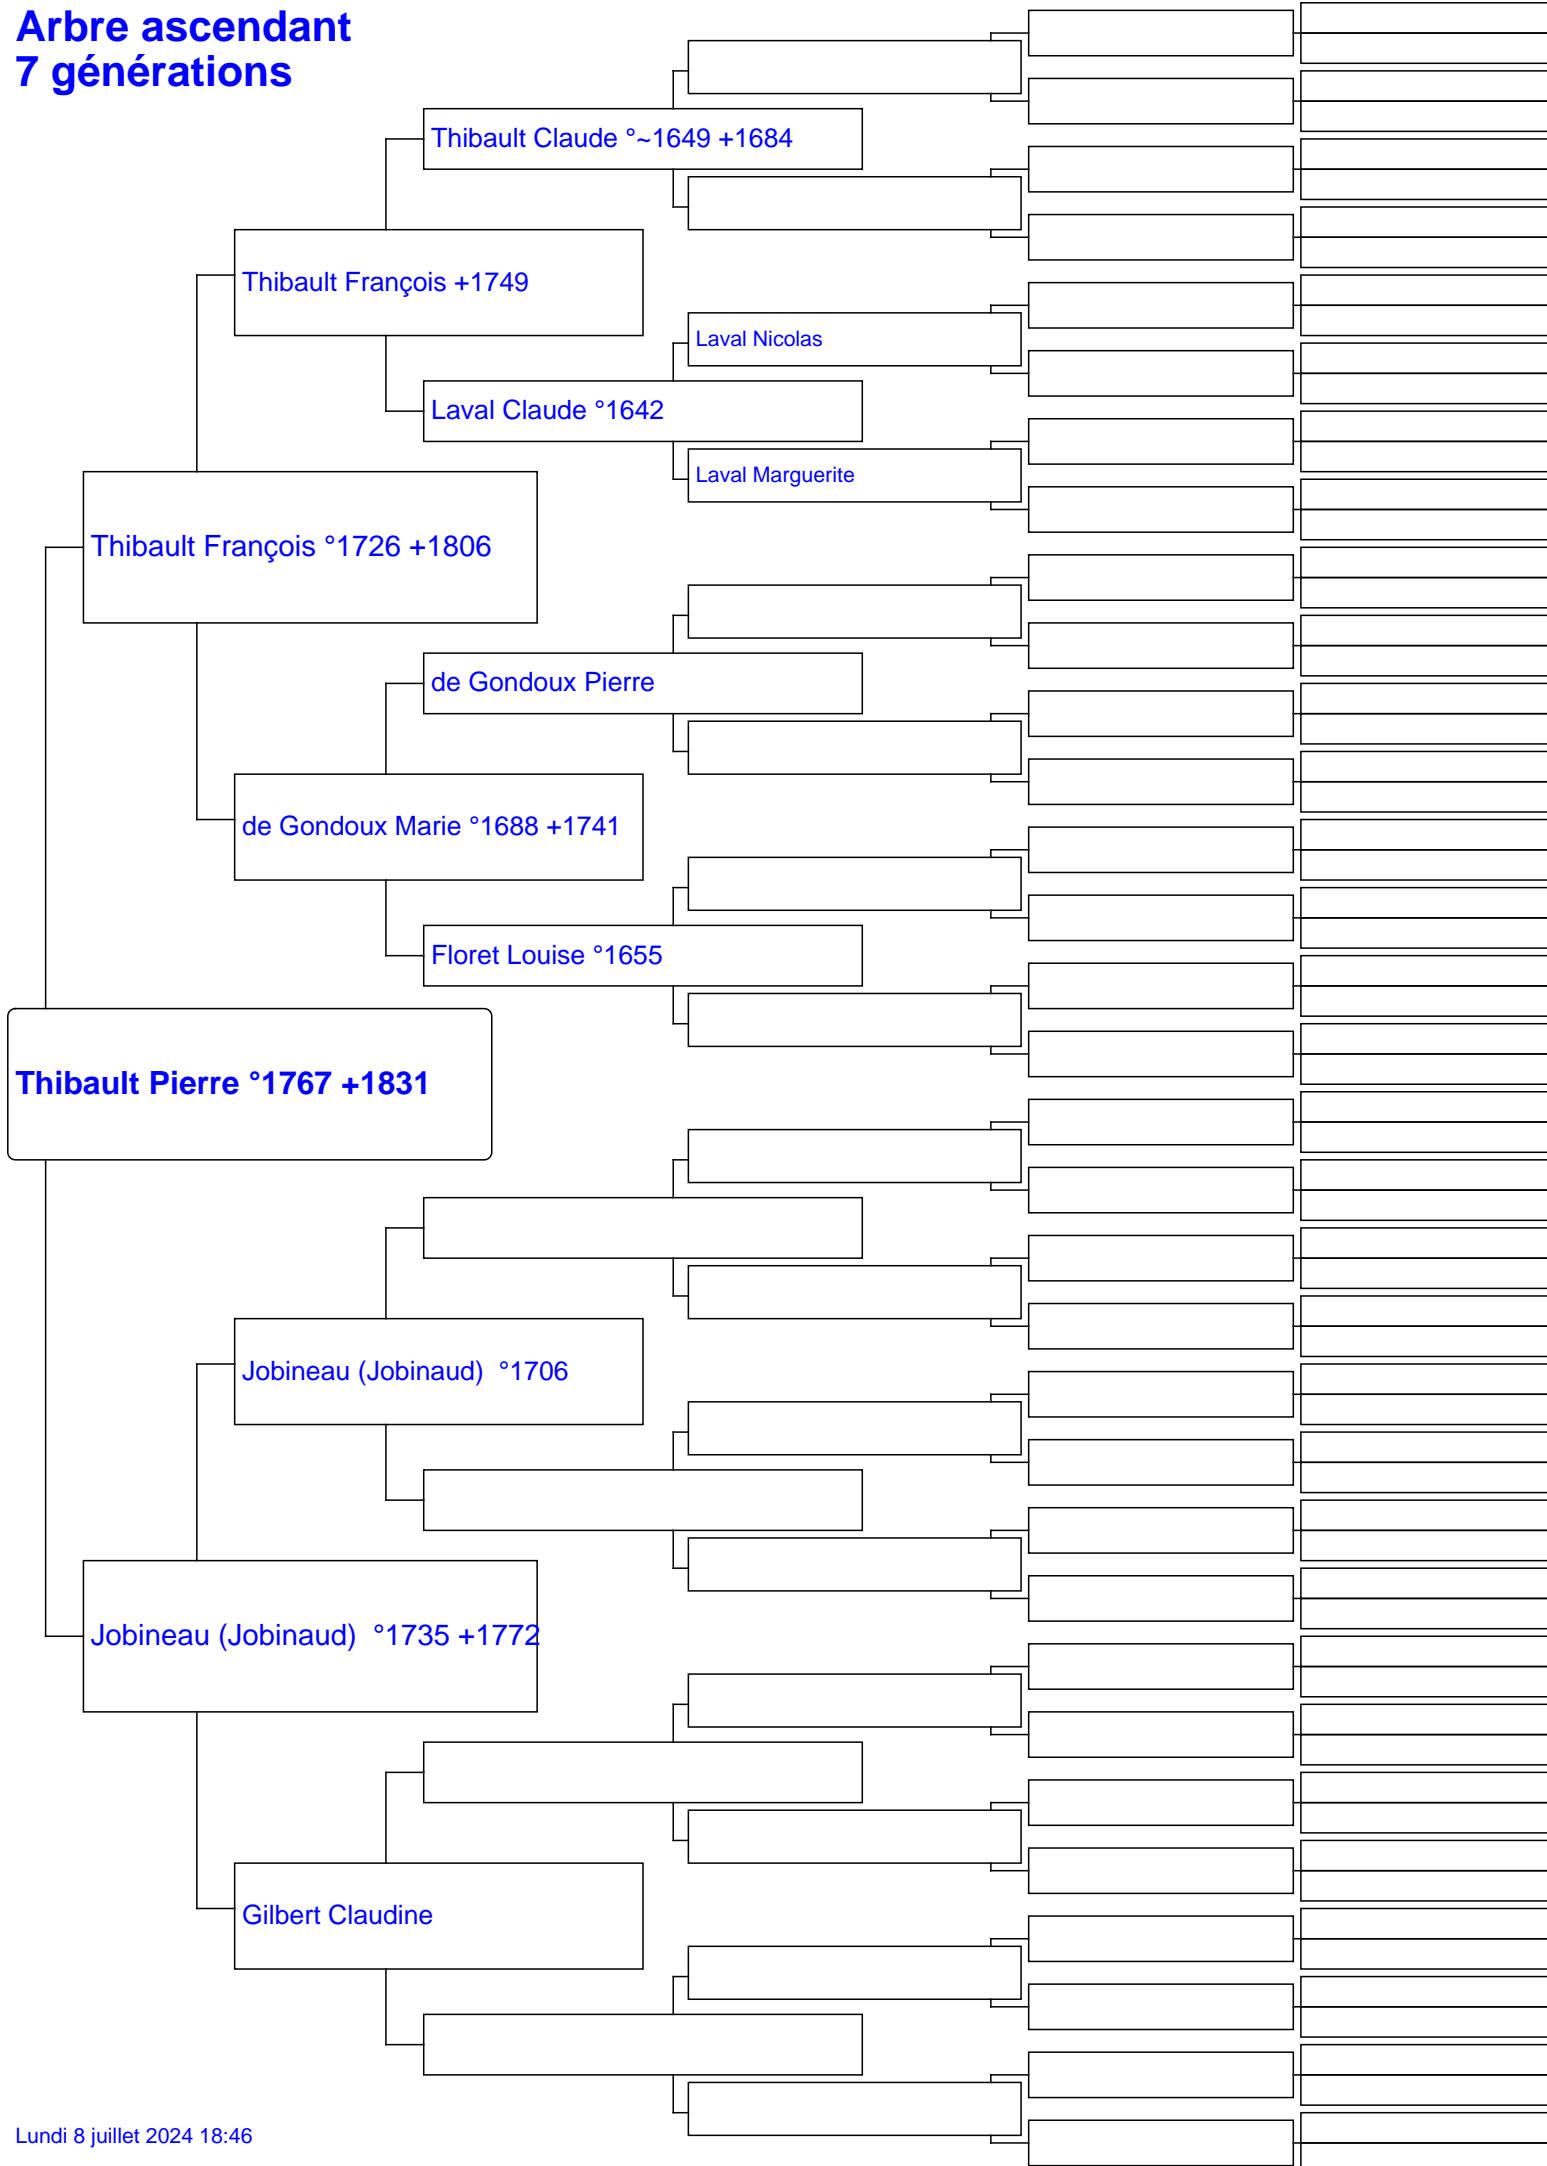 Arbre ascendant
7 générations
Thibault Claude °~1649 +1684
Thibault François +1749
Laval Nicolas
Laval Claude °1642
Laval Marguerite
Thibault François °1726 +1806
de Gondoux Pierre
de Gondoux Marie °1688 +1741
Floret Louise °1655
Thibault Pierre °1767 +1831
Jobineau (Jobinaud) °1706
Jobineau (Jobinaud) °1735 +1772
Gilbert Claudine
Lundi 8 juillet 2024 18:46